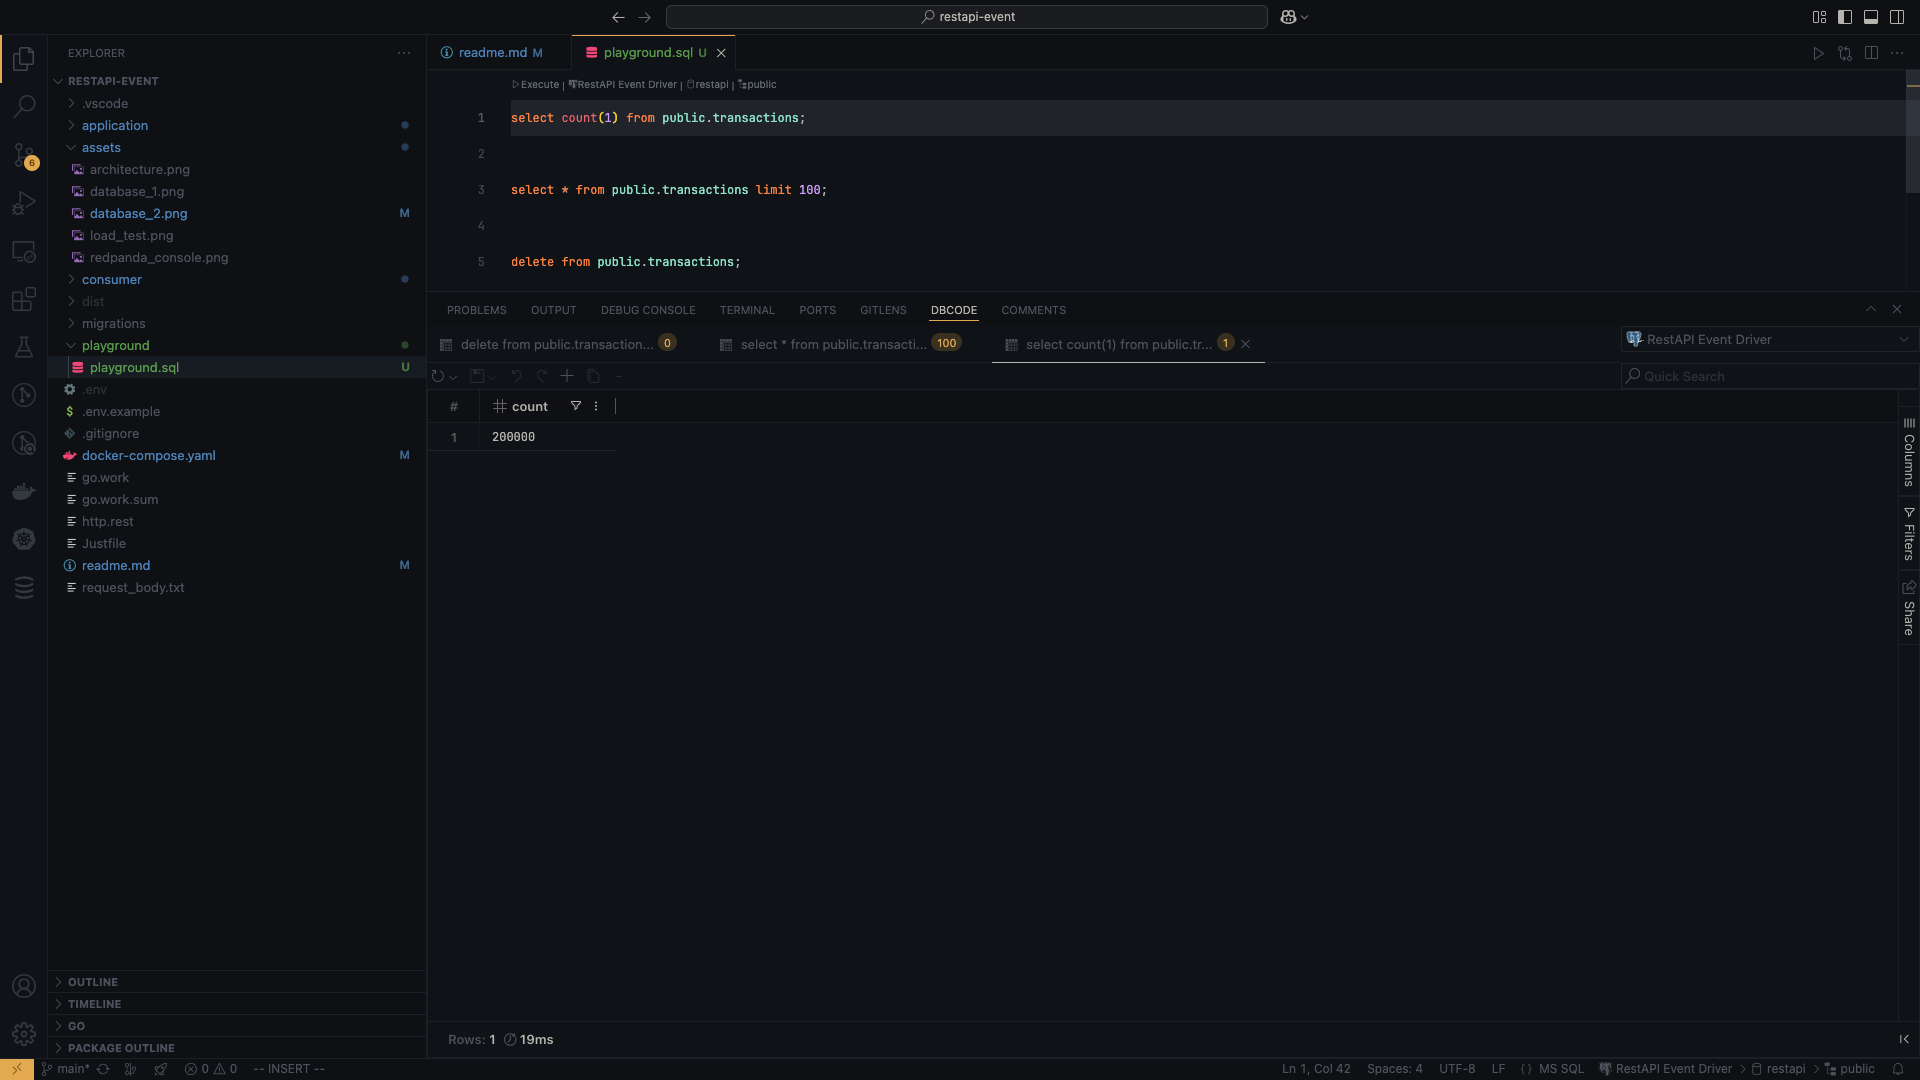 restapi-event
EXPLORER
RESTAPI-EVENT
.vscode
application
assets
architecture.png
database_1.png
database_2.png M
load_test.png
redpanda_console.png
consumer
dist
migrations
playground
playground.sql U
.env
.env.example
.gitignore
docker-compose.yaml M
go.work
go.work.sum
http.rest
Justfile
readme.md M
request_body.txt
OUTLINE
TIMELINE
GO
PACKAGE OUTLINE
6
readme.md M
playground.sql U
Execute | RestAPI Event Driver | restapi | public
1 select count(1) from public.transactions;
2
3 select * from public.transactions limit 100;
4
5 delete from public.transactions;
PROBLEMS OUTPUT DEBUG CONSOLE TERMINAL PORTS GITLENS DBCODE COMMENTS
delete from public.transaction... 0
select * from public.transacti... 100
select count(1) from public.tr... 1
RestAPI Event Driver
Quick Search
# count
1 200000
Columns
Filters
Share
Rows: 1 19ms
main* 0 0 -- INSERT --
Ln 1, Col 42 Spaces: 4 UTF-8 LF {} MS SQL RestAPI Event Driver > restapi > public